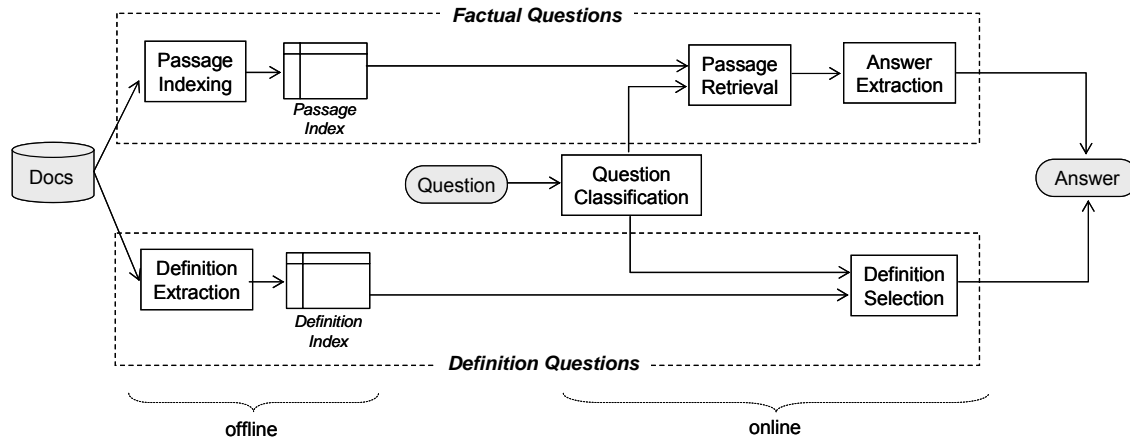 Factual Questions
Passage
Indexing
Passage
Index
Passage
Retrieval
Answer
Extraction
Docs
Question
Question
Classification
Answer
Definition
Extraction
Definition
Index
Definition
Selection
Definition Questions
offline
online